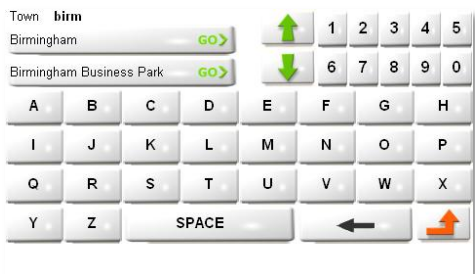 Town birm
Birmingham GO
Birmingham Business Park GO
1 2 3 4 5
6 7 8 9 0
A B C D E F G H
I J K L M N O P
Q R S T U V W X
Y Z SPACE